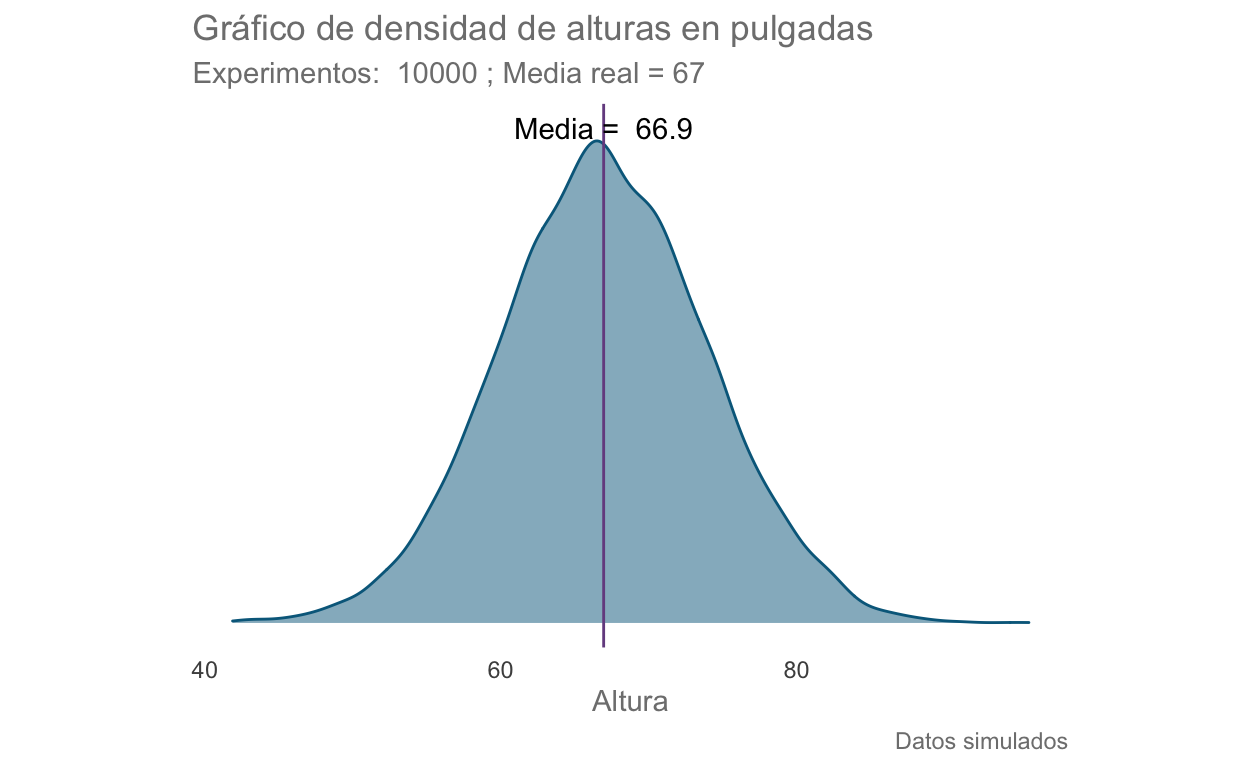 Gráfico de densidad de alturas en pulgadas
Experimentos:  10000 ; Media real = 67
Media =  66.9
40 60 80
Altura
Datos simulados